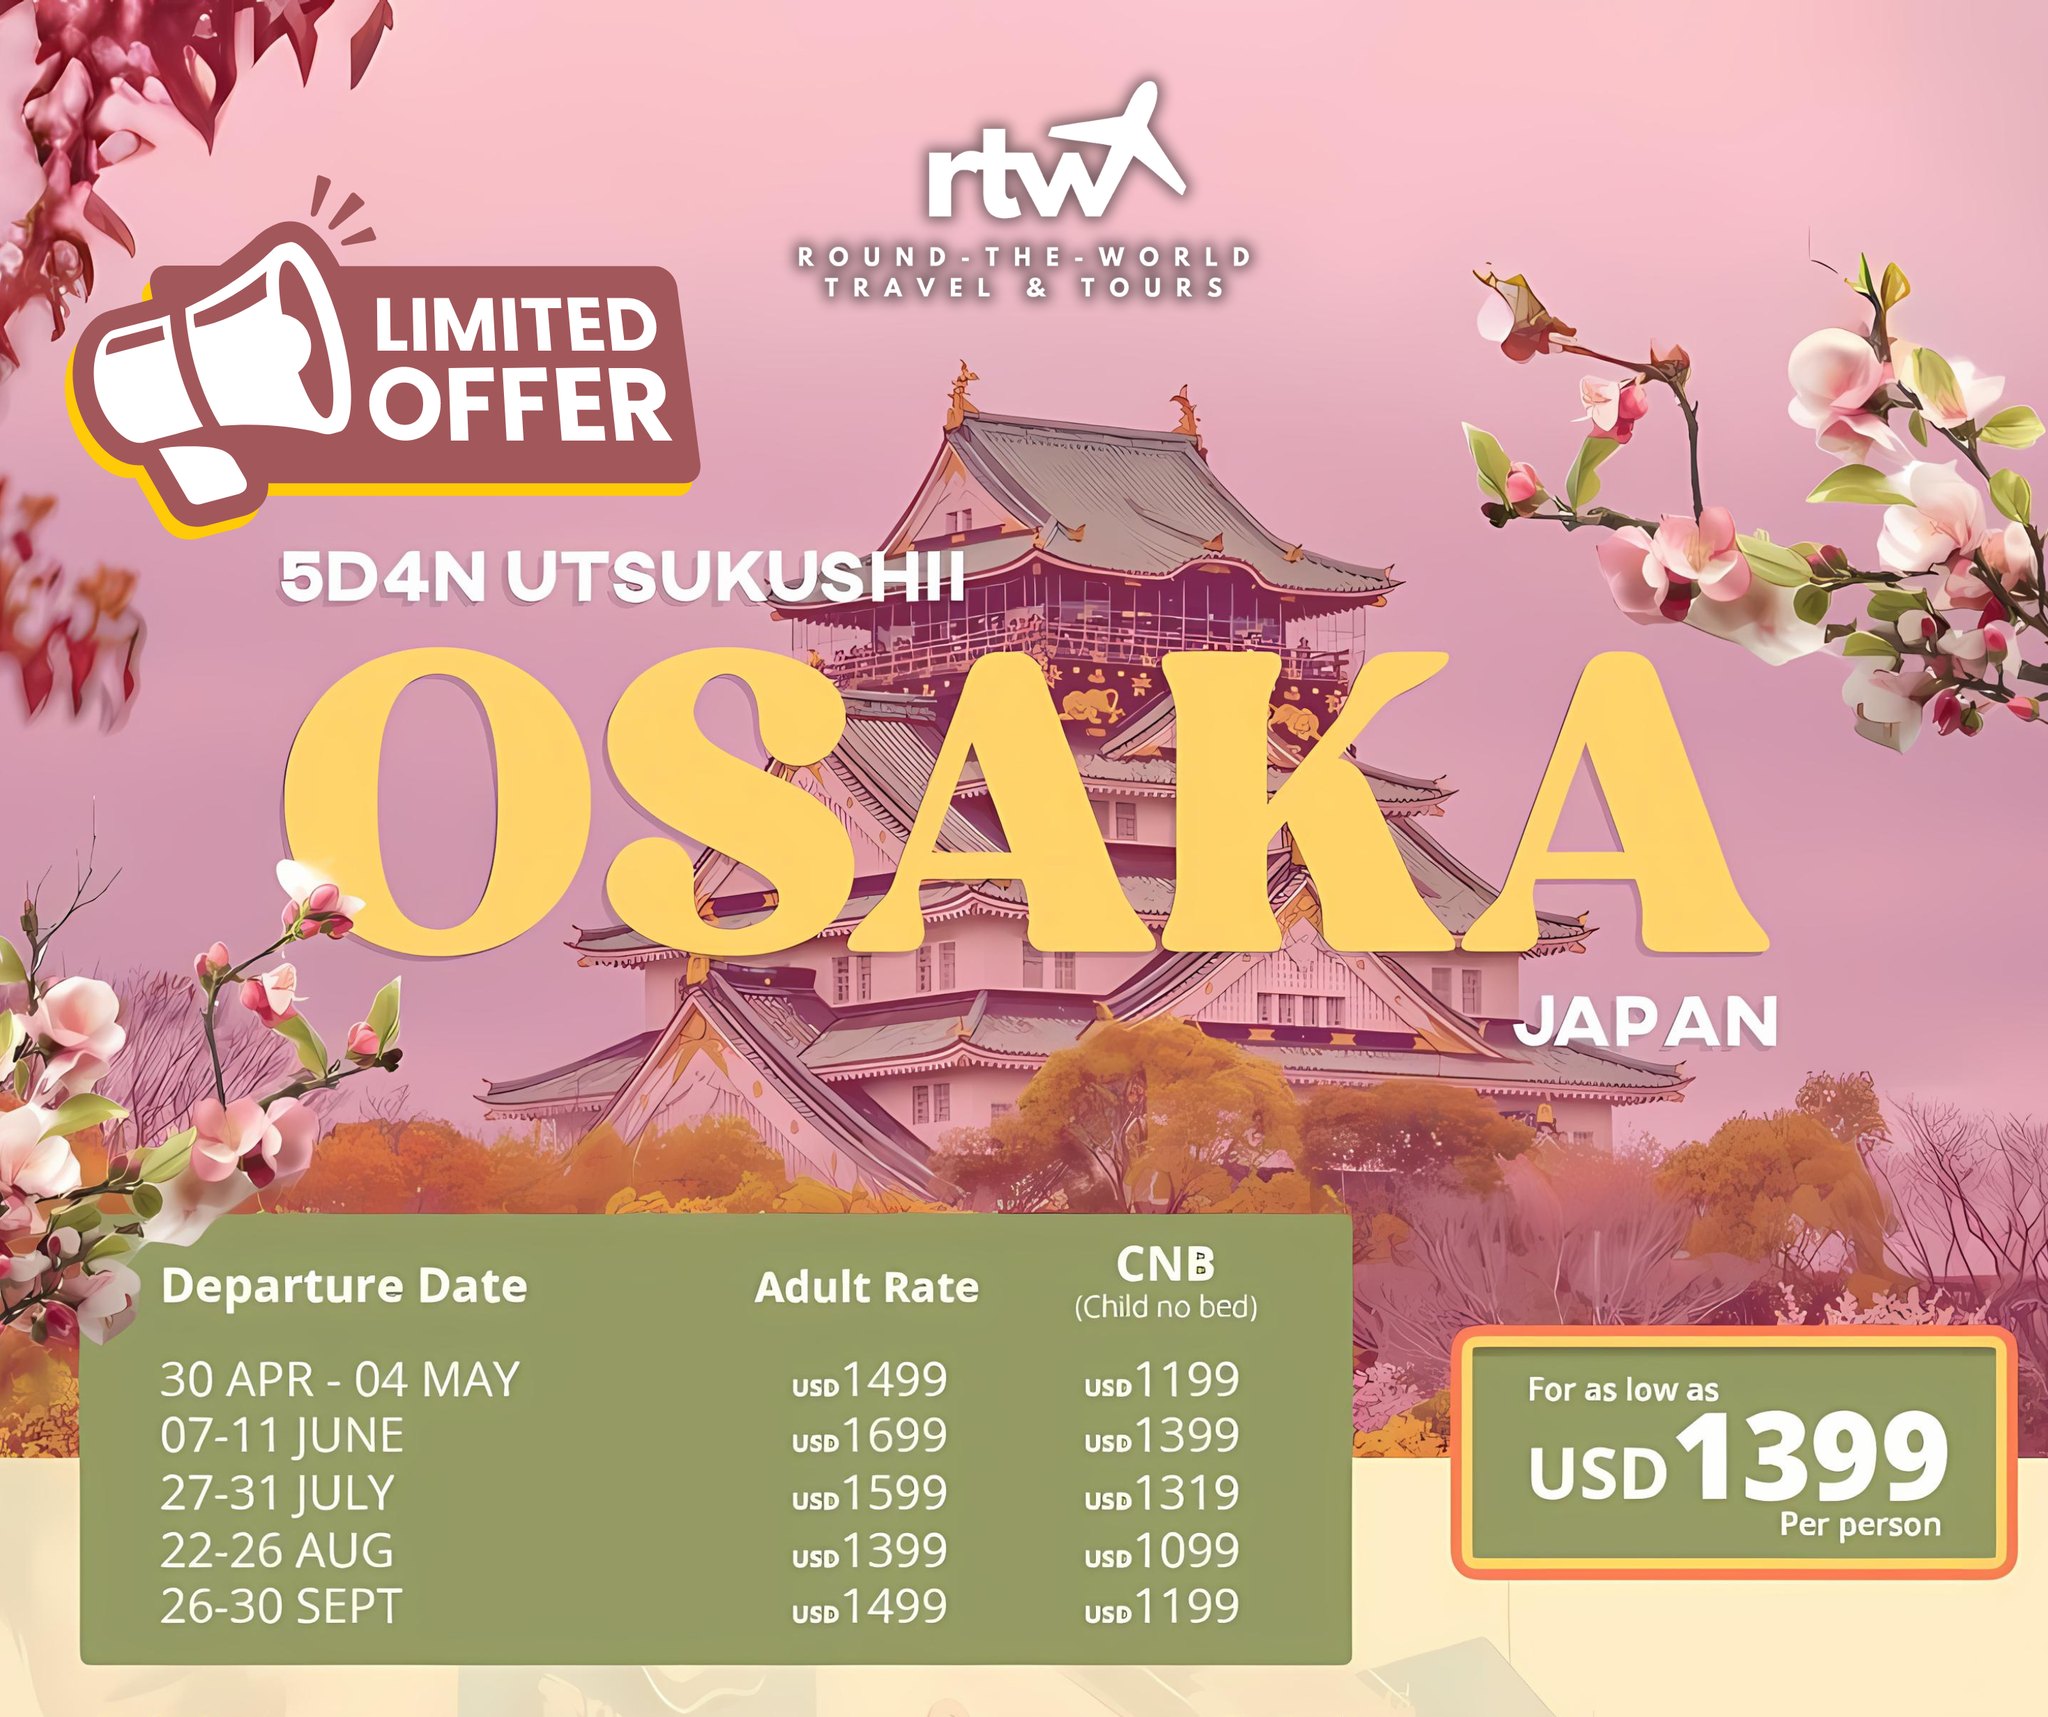 rtw
ROUND-THE-WORLD
TRAVEL & TOURS
LIMITED
OFFER
5D4N UTSUKUSHII
OSAKA
JAPAN
Departure Date Adult Rate CNB
(Child no bed)
30 APR - 04 MAY USD1499 USD1199
07-11 JUNE USD1699 USD1399
27-31 JULY USD1599 USD1319
22-26 AUG USD1399 USD1099
26-30 SEPT USD1499 USD1199
For as low as
USD1399
Per person